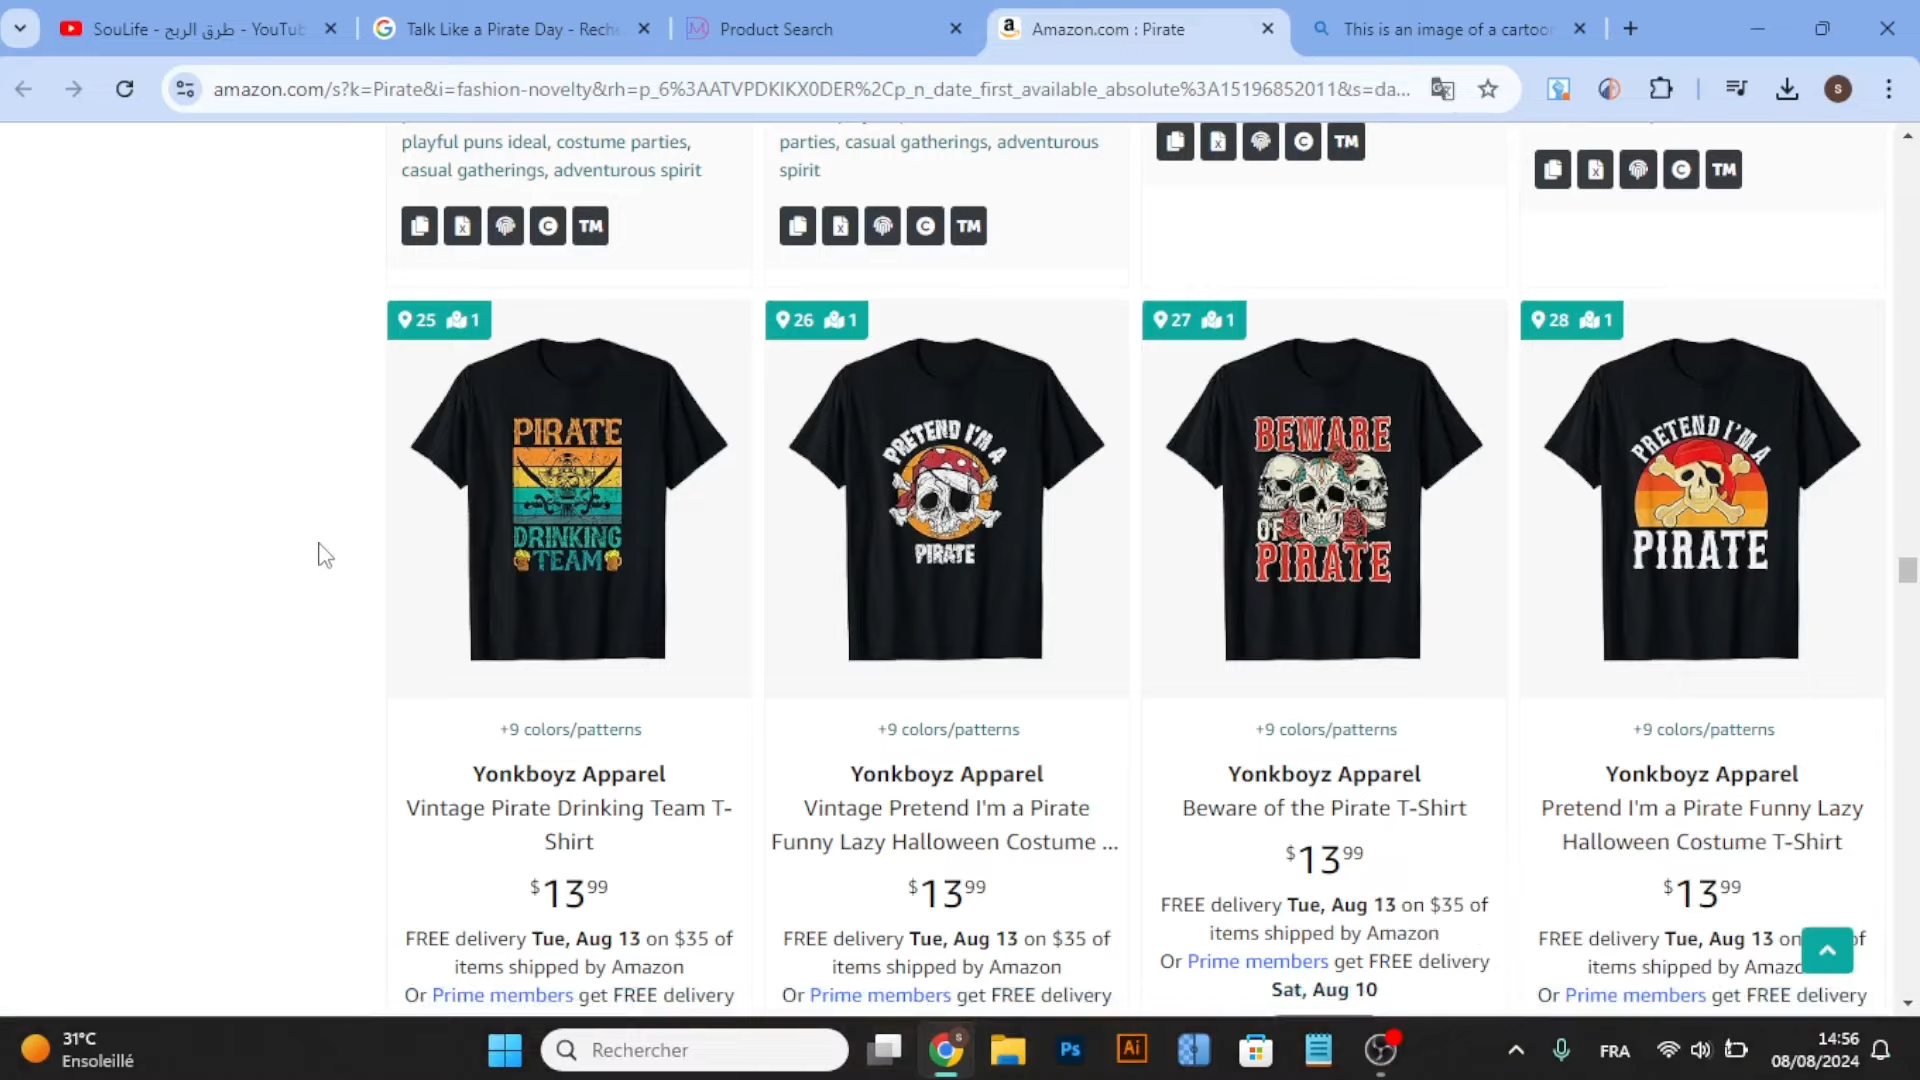 SouLife - طرق الربح - YouTub
Talk Like a Pirate Day - Reche
Product Search
Amazon.com : Pirate
This is an image of a cartoo
amazon.com/s?k=Pirate&i=fashion-novelty&rh=p_6%3AATVPDKIKX0DER%2Cp_n_date_first_available_absolute%3A15196852011&s=da...
playful puns ideal, costume parties,
casual gatherings, adventurous spirit
TM
parties, casual gatherings, adventurous
spirit
TM
TM
TM
25 1
PIRATE
DRINKING
TEAM
+9 colors/patterns
Yonkboyz Apparel
Vintage Pirate Drinking Team T-
Shirt
$13 99
FREE delivery Tue, Aug 13 on $35 of
items shipped by Amazon
Or Prime members get FREE delivery
26 1
PRETEND I'M A
PIRATE
+9 colors/patterns
Yonkboyz Apparel
Vintage Pretend I'm a Pirate
Funny Lazy Halloween Costume ...
$13 99
FREE delivery Tue, Aug 13 on $35 of
items shipped by Amazon
Or Prime members get FREE delivery
27 1
BEWARE
OF
PIRATE
+9 colors/patterns
Yonkboyz Apparel
Beware of the Pirate T-Shirt
$13 99
FREE delivery Tue, Aug 13 on $35 of
items shipped by Amazon
Or Prime members get FREE delivery
Sat, Aug 10
28 1
PRETEND I'M A
PIRATE
+9 colors/patterns
Yonkboyz Apparel
Pretend I'm a Pirate Funny Lazy
Halloween Costume T-Shirt
$13 99
FREE delivery Tue, Aug 13 on of
items shipped by Amazo
Or Prime members get FREE delivery
31°C
Ensoleillé
Rechercher
Ps
Ai
FRA
14:56
08/08/2024